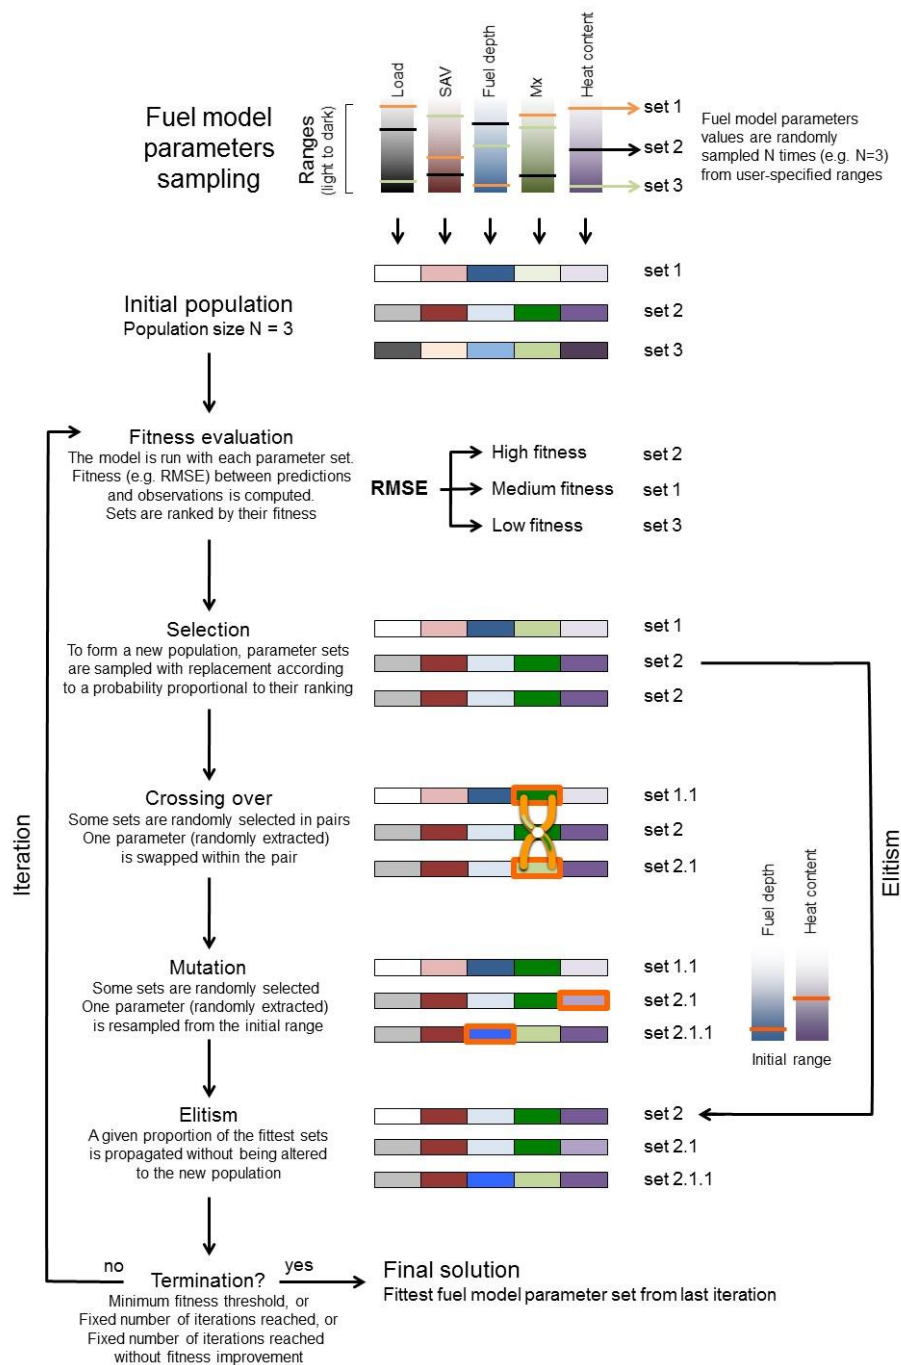 Load
SAV
Fuel depth
Mx
Heat content
Fuel model
parameters
sampling
Ranges
(light to dark)
set 1
set 2
set 3
Fuel model parameters
values are randomly
sampled N times (e.g. N=3)
from user-specified ranges
Initial population
Population size N = 3
set 1
set 2
set 3
Fitness evaluation
The model is run with each parameter set.
Fitness (e.g. RMSE) between predictions
and observations is computed.
Sets are ranked by their fitness
RMSE
High fitness
set 2
Medium fitness
set 1
Low fitness
set 3
Selection
To form a new population, parameter sets
are sampled with replacement according
to a probability proportional to their ranking
set 1
set 2
set 2
Crossing over
Some sets are randomly selected in pairs
One parameter (randomly extracted)
is swapped within the pair
set 1.1
set 2
set 2.1
Iteration
Elitism
Mutation
Some sets are randomly selected
One parameter (randomly extracted)
is resampled from the initial range
set 1.1
set 2.1
set 2.1.1
Fuel depth
Heat content
Initial range
Elitism
A given proportion of the fittest sets
is propagated without being altered
to the new population
set 2
set 2.1
set 2.1.1
no
Termination?
yes
Minimum fitness threshold, or
Fixed number of iterations reached, or
Fixed number of iterations reached
without fitness improvement
Final solution
Fittest fuel model parameter set from last iteration